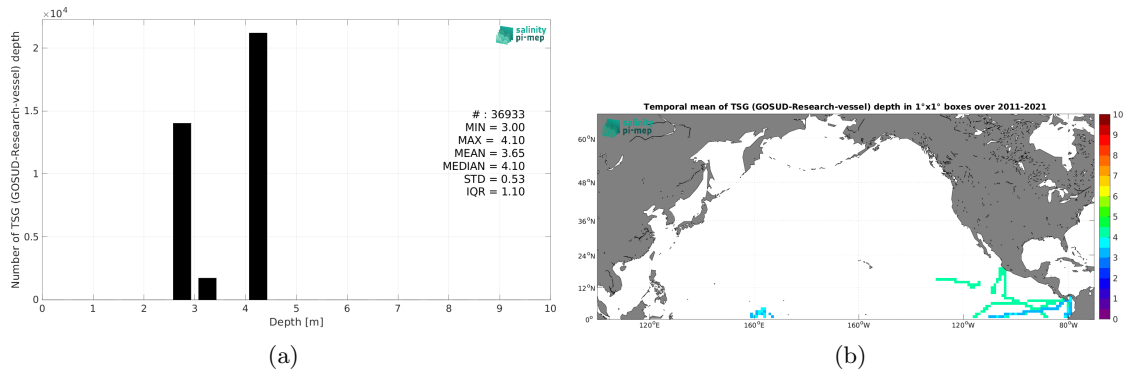 ×10⁴
salinity
pi-mep
Number of TSG (GOSUD-Research-vessel) depth
2
1.5
1
0.5
0
# : 36933
MIN = 3.00
MAX = 4.10
MEAN = 3.65
MEDIAN = 4.10
STD = 0.53
IQR = 1.10
0 1 2 3 4 5 6 7 8 9 10
Depth [m]
(a)
Temporal mean of TSG (GOSUD-Research-vessel) depth in 1°x1° boxes over 2011-2021
salinity
pi-mep
60°N
48°N
36°N
24°N
12°N
0°
120°E 160°E 160°W 120°W 80°W
10
9
8
7
6
5
4
3
2
1
0
(b)